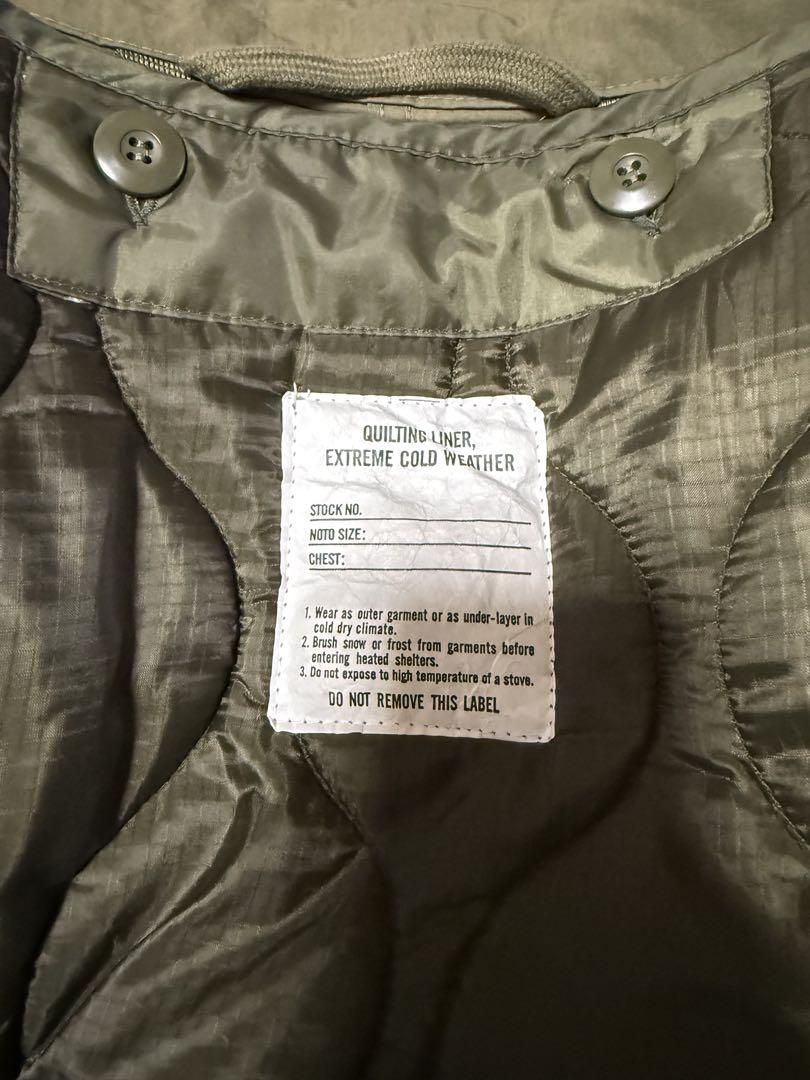 QUILTING LINER,
EXTREME COLD WEATHER
STOCK NO.
NOTO SIZE:
CHEST:
1. Wear as outer garment or as under-layer in
cold dry climate.
2. Brush snow or frost from garments before
entering heated shelters.
3. Do not expose to high temperature of a stove.
DO NOT REMOVE THIS LABEL